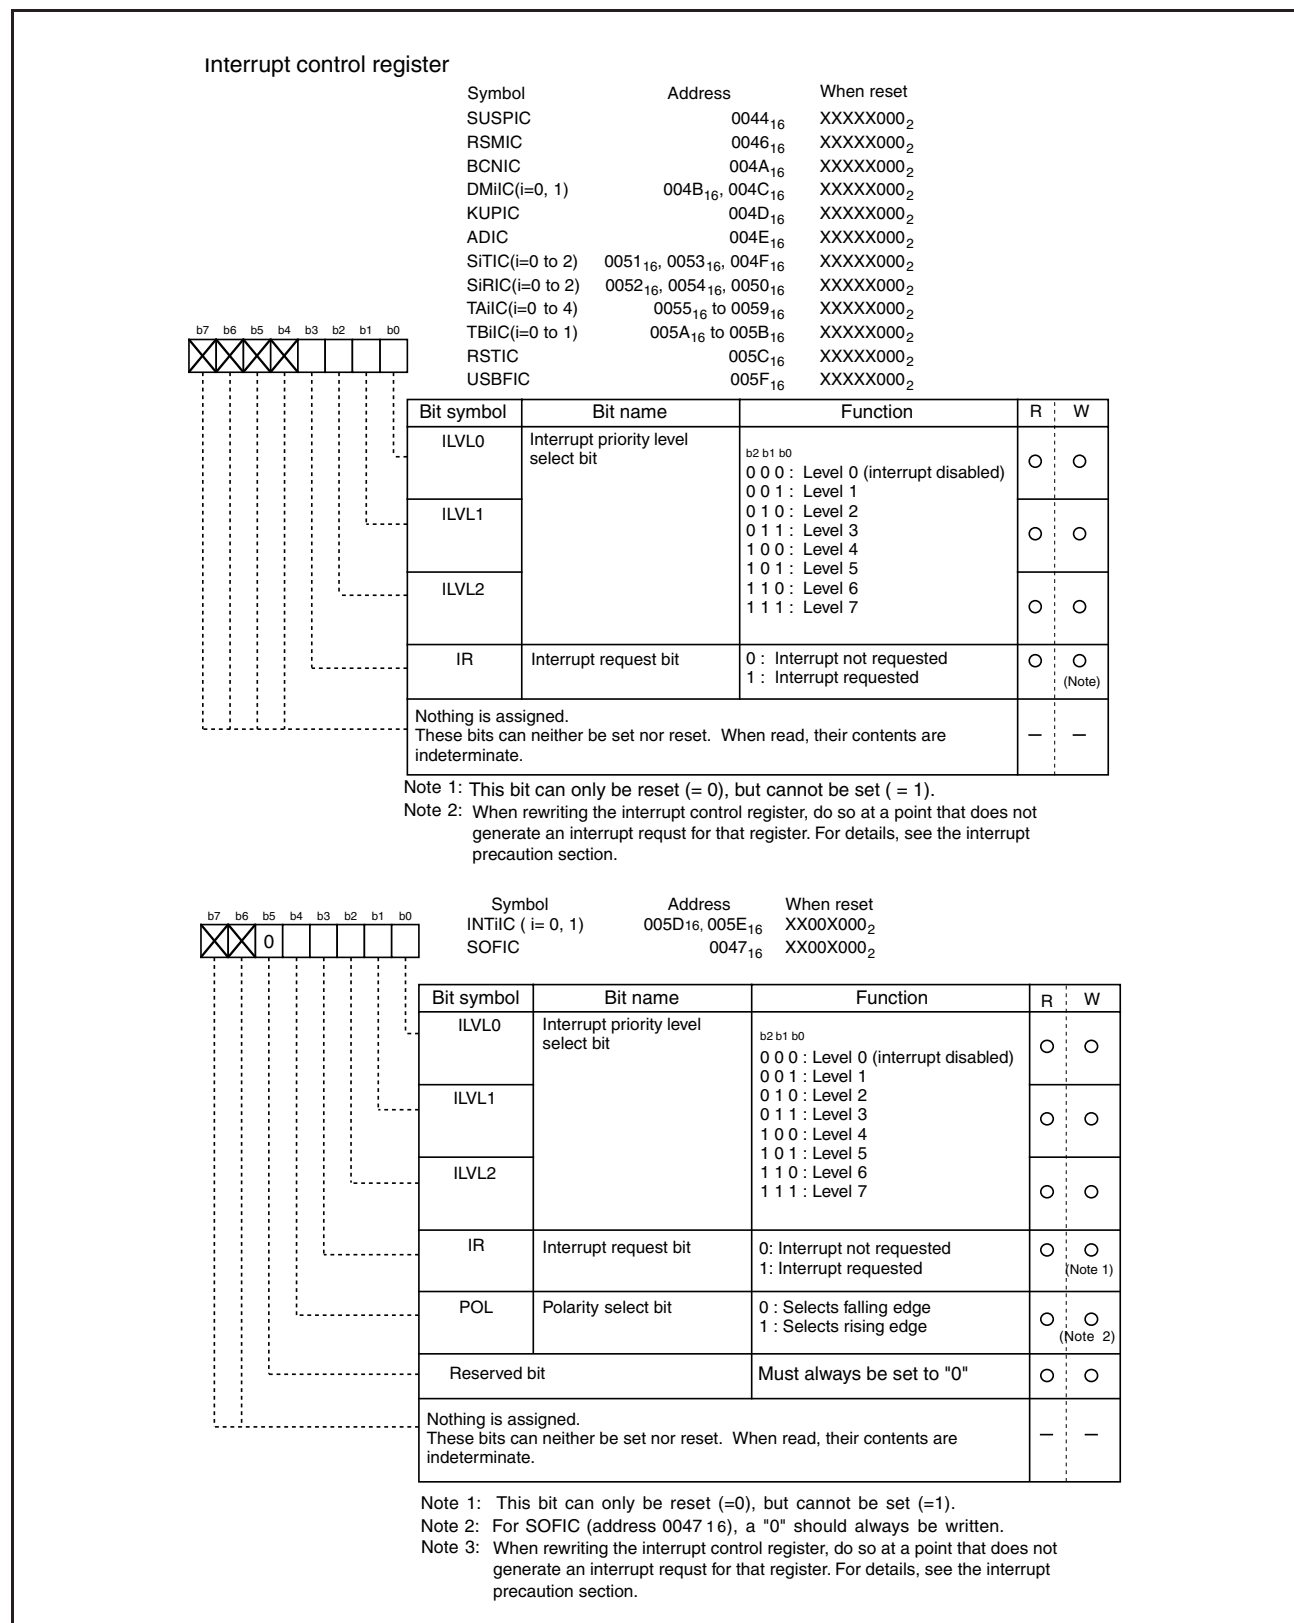 Interrupt control register
Symbol Address When reset
SUSPIC 004416 XXXXX0002
RSMIC 004616 XXXXX0002
BCNIC 004A16 XXXXX0002
DMiIC(i=0, 1) 004B16, 004C16 XXXXX0002
KUPIC 004D16 XXXXX0002
ADIC 004E16 XXXXX0002
SiTIC(i=0 to 2) 005116, 005316, 004F16 XXXXX0002
SiRIC(i=0 to 2) 005216, 005416, 005016 XXXXX0002
TAiIC(i=0 to 4) 005516 to 005916 XXXXX0002
TBiIC(i=0 to 1) 005A16 to 005B16 XXXXX0002
RSTIC 005C16 XXXXX0002
USBFIC 005F16 XXXXX0002
b7 b6 b5 b4 b3 b2 b1 b0
Bit symbol Bit name Function R W
ILVL0 Interrupt priority level
select bit
b2 b1 b0
0 0 0 : Level 0 (interrupt disabled)
0 0 1 : Level 1
ILVL1 0 1 0 : Level 2
0 1 1 : Level 3
1 0 0 : Level 4
1 0 1 : Level 5
ILVL2 1 1 0 : Level 6
1 1 1 : Level 7
IR Interrupt request bit 0 : Interrupt not requested
1 : Interrupt requested (Note)
Nothing is assigned.
These bits can neither be set nor reset. When read, their contents are – –
indeterminate.
Note 1: This bit can only be reset (= 0), but cannot be set ( = 1).
Note 2: When rewriting the interrupt control register, do so at a point that does not
generate an interrupt requst for that register. For details, see the interrupt
precaution section.
Symbol Address When reset
INTiIC ( i= 0, 1) 005D16, 005E16 XX00X0002
SOFIC 004716 XX00X0002
b7 b6 b5 b4 b3 b2 b1 b0
0
Bit symbol Bit name Function R W
ILVL0 Interrupt priority level
select bit
b2 b1 b0
0 0 0 : Level 0 (interrupt disabled)
0 0 1 : Level 1
ILVL1 0 1 0 : Level 2
0 1 1 : Level 3
1 0 0 : Level 4
1 0 1 : Level 5
ILVL2 1 1 0 : Level 6
1 1 1 : Level 7
IR Interrupt request bit 0: Interrupt not requested
1: Interrupt requested (Note 1)
POL Polarity select bit 0 : Selects falling edge
1 : Selects rising edge (Note 2)
Reserved bit Must always be set to "0"
Nothing is assigned.
These bits can neither be set nor reset. When read, their contents are – –
indeterminate.
Note 1: This bit can only be reset (=0), but cannot be set (=1).
Note 2: For SOFIC (address 0047 16), a "0" should always be written.
Note 3: When rewriting the interrupt control register, do so at a point that does not
generate an interrupt requst for that register. For details, see the interrupt
precaution section.